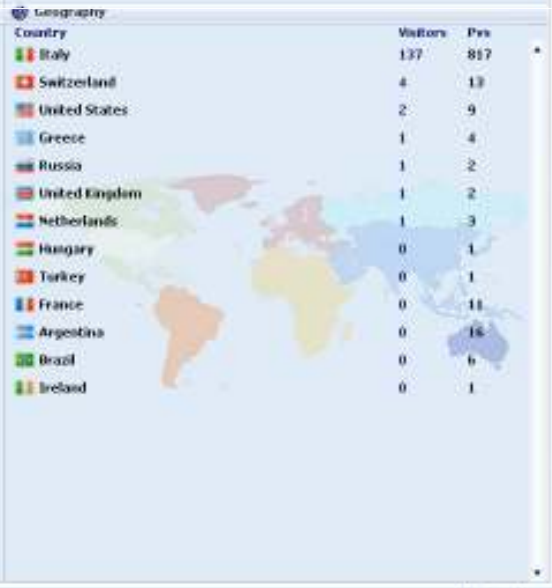 Geography
Country Visitors Pvs
Italy 137 817
Switzerland 4 13
United States 2 9
Greece 1 4
Russia 1 2
United Kingdom 1 2
Netherlands 1 3
Hungary 0 1
Turkey 0 1
France 0 11
Argentina 0 16
Brazil 0 6
Ireland 0 1